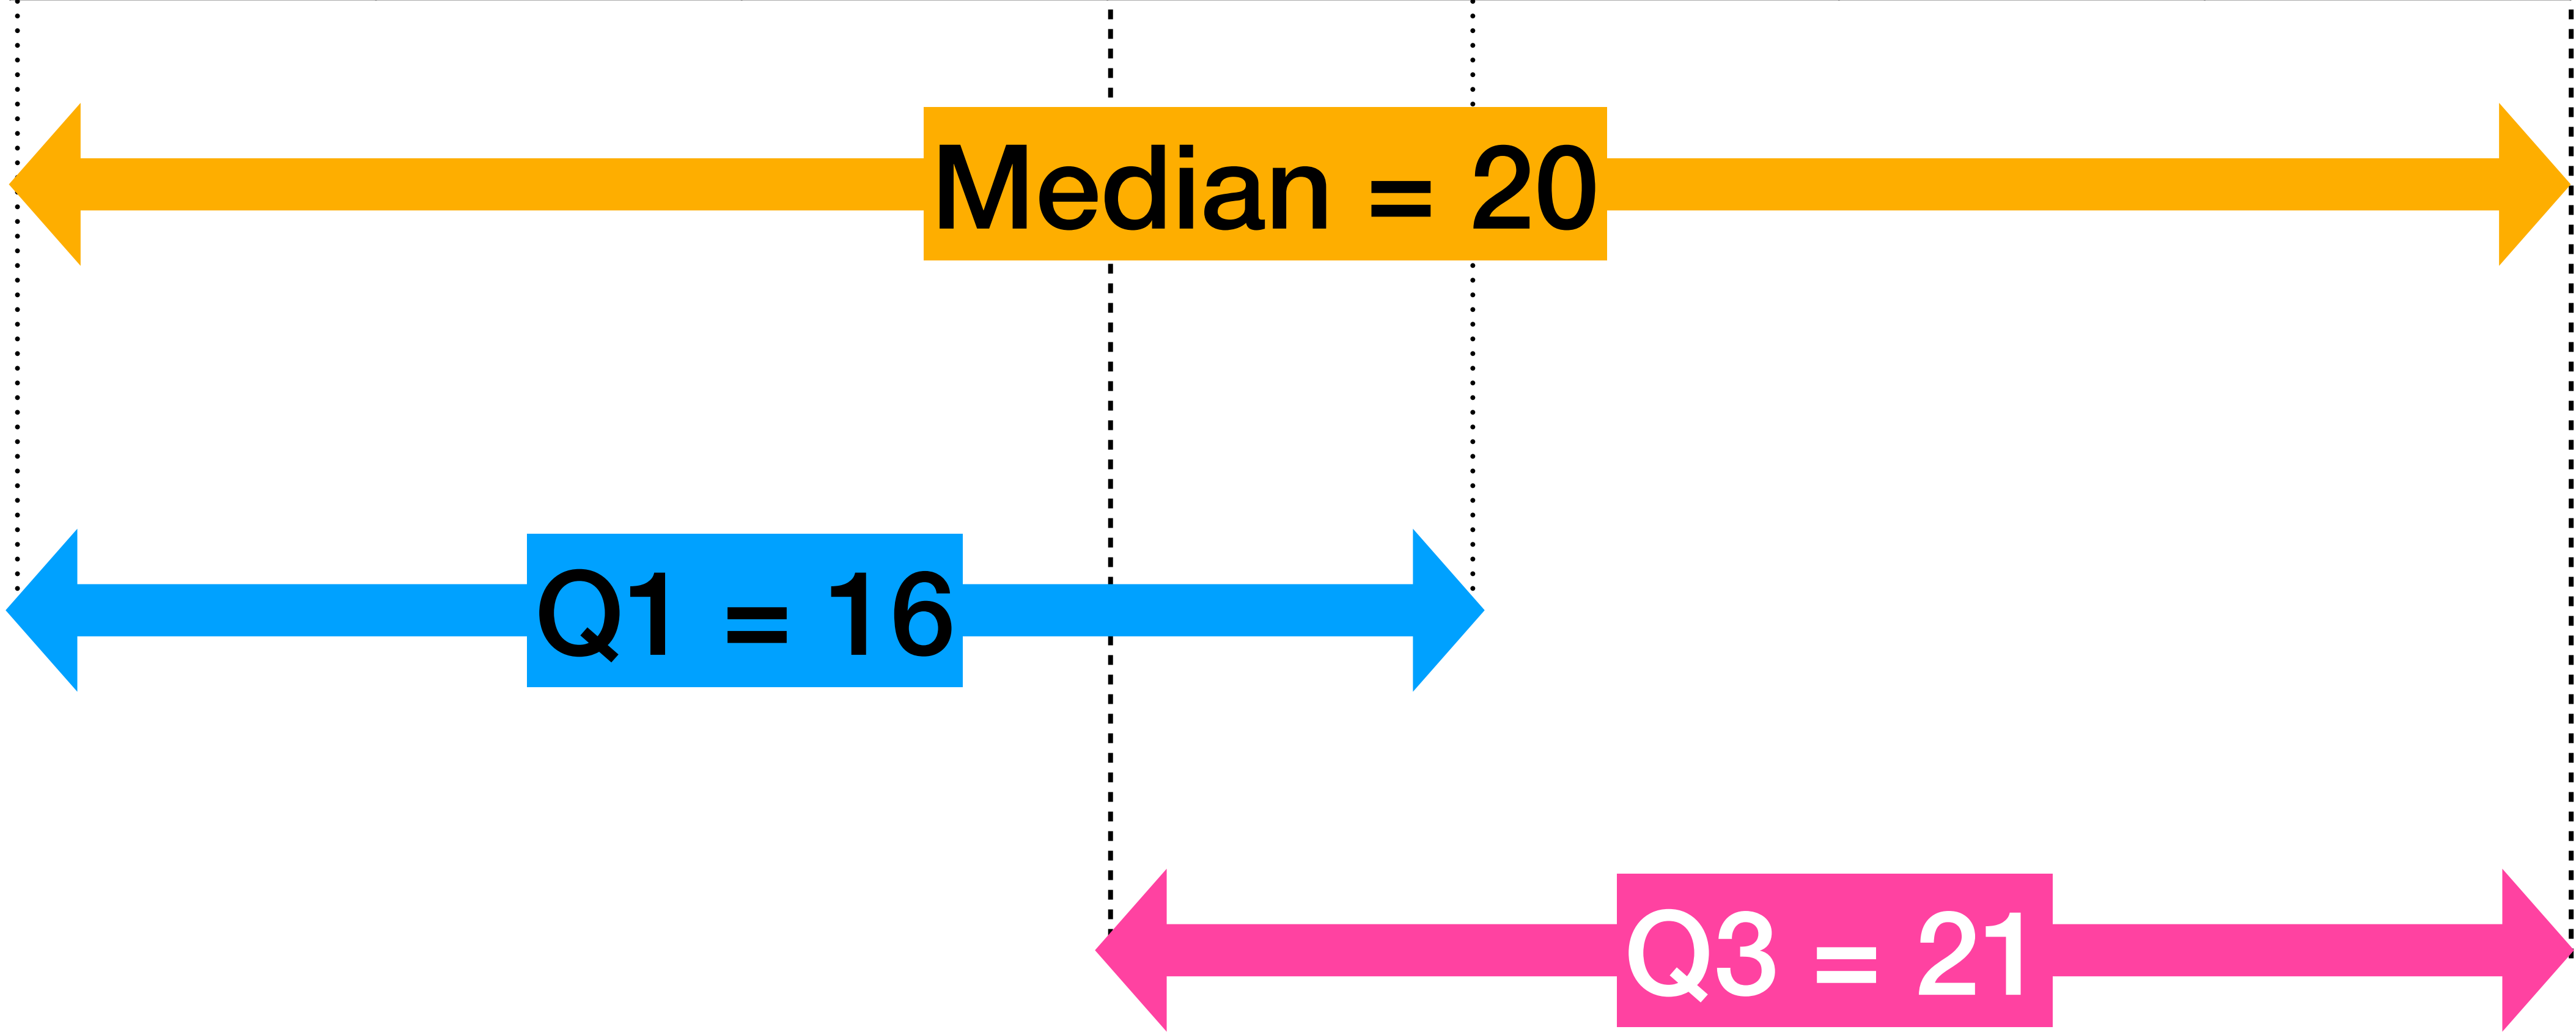 Median = 20
Q1 = 16
Q3 = 21